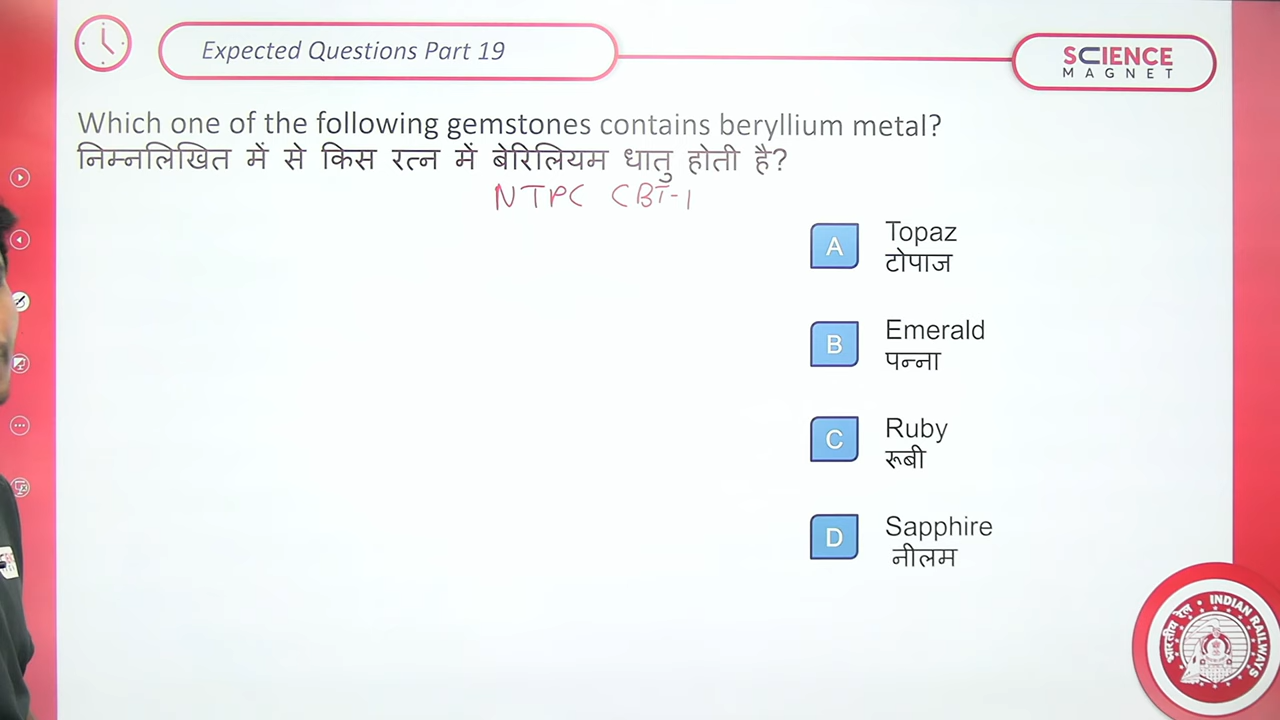 Expected Questions Part 19
SCIENCE
MAGNET
Which one of the following gemstones contains beryllium metal?
निम्नलिखित में से किस रत्न में बेरिलियम धातु होती है?
NTPC CBT-1
A
Topaz
टोपाज
B
Emerald
पन्ना
C
Ruby
रूबी
D
Sapphire
नीलम
भारतीय रेल • INDIAN RAILWAYS